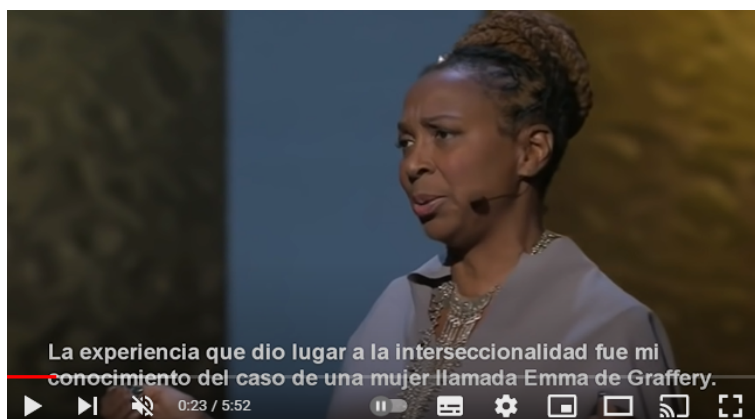 La experiencia que dio lugar a la interseccionalidad fue mi
conocimiento del caso de una mujer llamada Emma de Graffery.
0:23 / 5:52